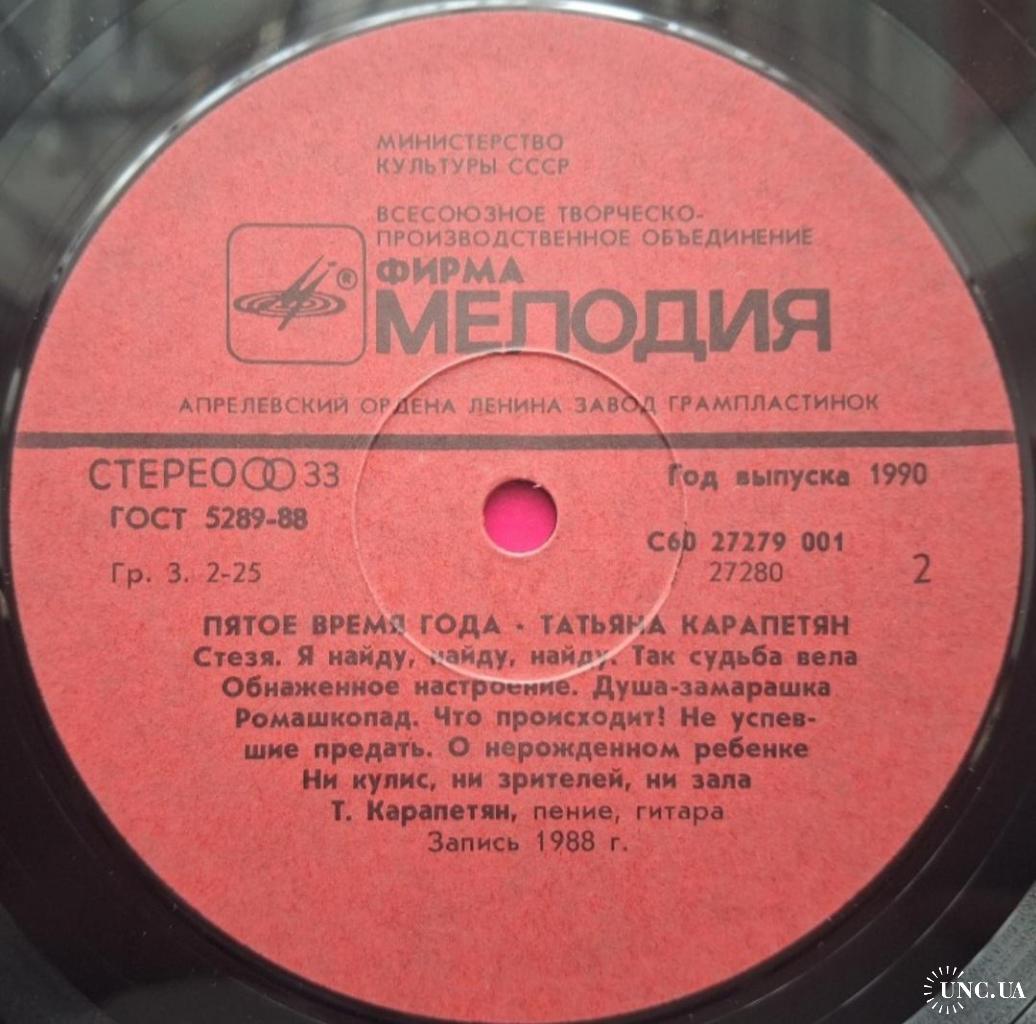 МИНИСТЕРСТВО
КУЛЬТУРЫ СССР
ВСЕСОЮЗНОЕ ТВОРЧЕСКО-
ПРОИЗВОДСТВЕННОЕ ОБЪЕДИНЕНИЕ
®
ФИРМА
МЕЛОДИЯ
АПРЕЛЕВСКИЙ ОРДЕНА ЛЕНИНА ЗАВОД ГРАМПЛАСТИНОК
СТЕРЕО 33
Год выпуска 1990
ГОСТ 5289-88
С60 27279 001
Гр. 3. 2-25
27280
2
ПЯТОЕ ВРЕМЯ ГОДА · ТАТЬЯНА КАРАПЕТЯН
Стезя. Я найду, найду, найду. Так судьба вела
Обнаженное настроение. Душа-замарашка
Ромашкопад. Что происходит! Не успев-
шие предать. О нерожденном ребенке
Ни кулис, ни зрителей, ни зала
Т. Карапетян, пение, гитара
Запись 1988 г.
UNC.UA